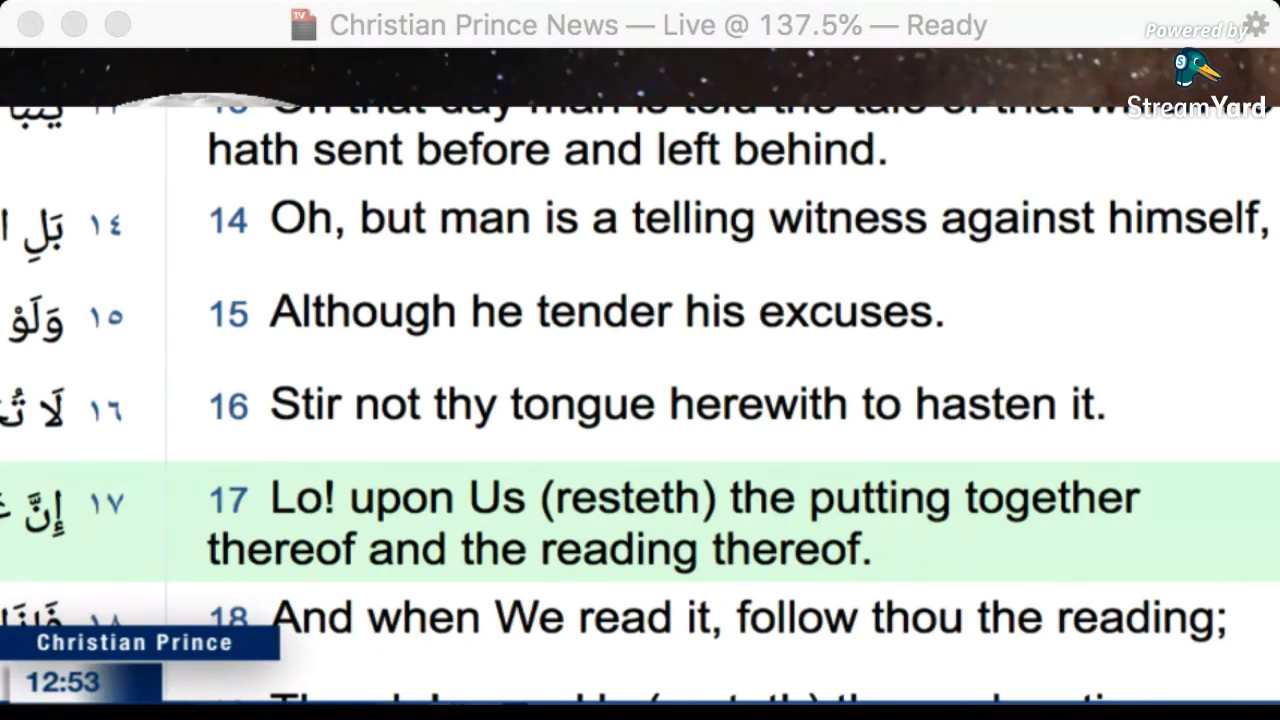 Christian Prince News — Live @ 137.5% — Ready
Powered by
StreamYard
hath sent before and left behind.
١٤ بَلِ
14 Oh, but man is a telling witness against himself,
١٥ وَلَوْ
15 Although he tender his excuses.
١٦ لَا
16 Stir not thy tongue herewith to hasten it.
١٧ إِنَّ
17 Lo! upon Us (resteth) the putting together
thereof and the reading thereof.
18 And when We read it, follow thou the reading;
Christian Prince
12:53